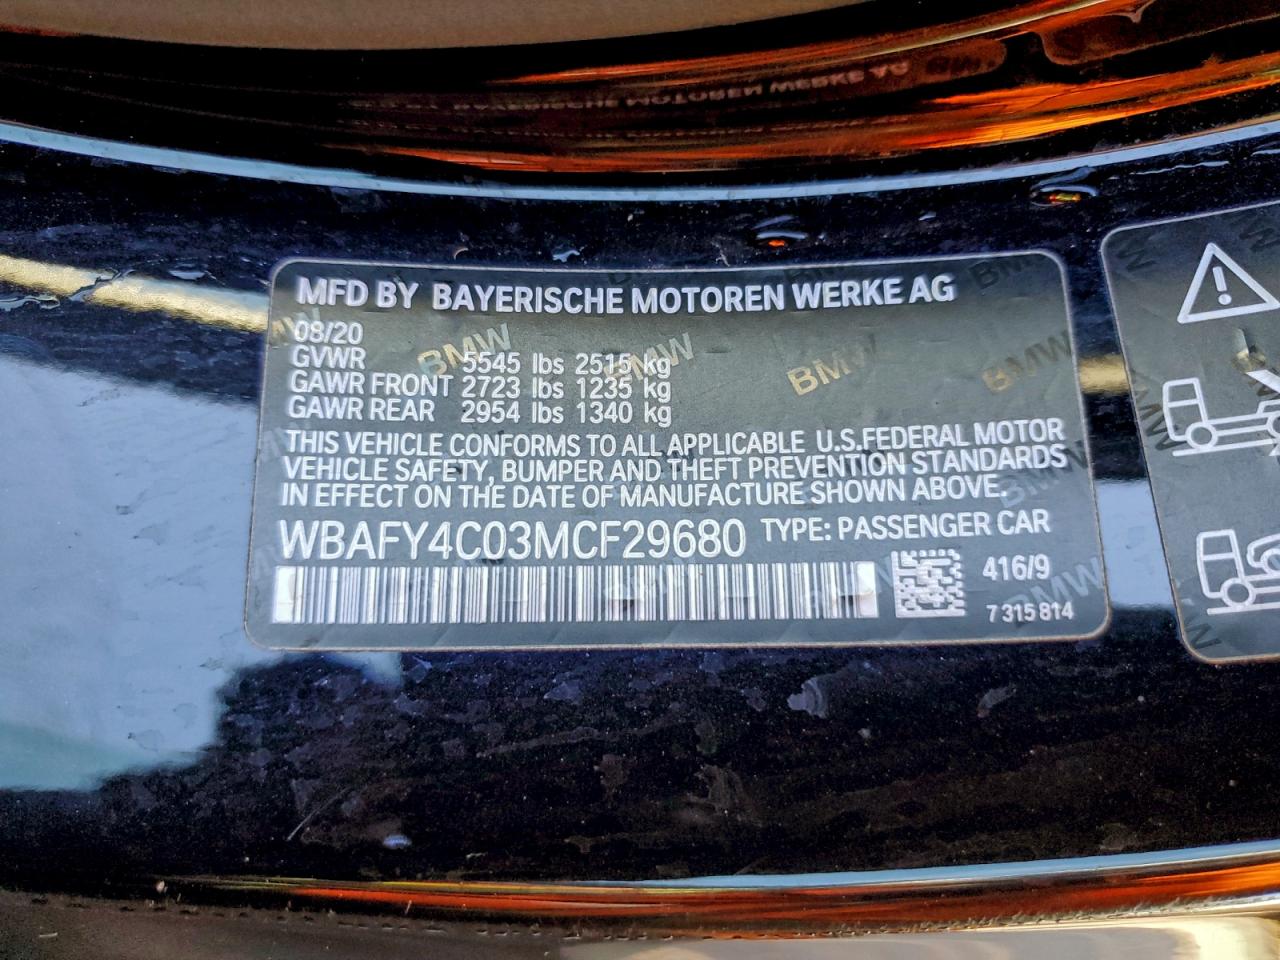 MFD BY BAYERISCHE MOTOREN WERKE AG
08/20
GVWR 5545 lbs 2515 kg
GAWR FRONT 2723 lbs 1235 kg
GAWR REAR 2954 lbs 1340 kg
THIS VEHICLE CONFORMS TO ALL APPLICABLE U.S.FEDERAL MOTOR
VEHICLE SAFETY, BUMPER AND THEFT PREVENTION STANDARDS
IN EFFECT ON THE DATE OF MANUFACTURE SHOWN ABOVE.
WBAFY4C03MCF29680 TYPE: PASSENGER CAR
416/9
7 315 814